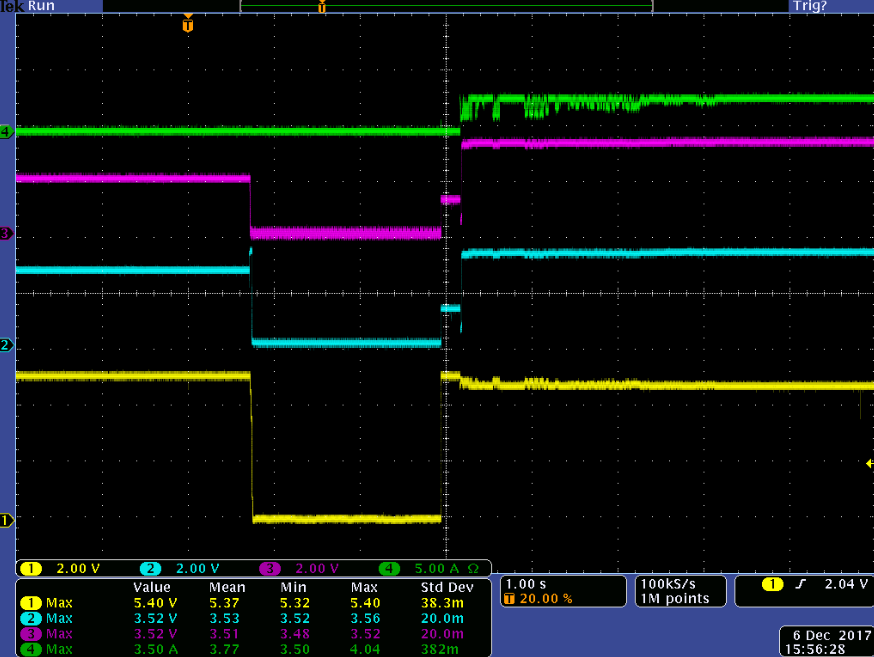 Tek Run Trig?
T
T
4
3
2
1
1 2.00 V 2 2.00 V 3 2.00 V 4 5.00 A Ω
Value Mean Min Max Std Dev
1 Max 5.40 V 5.37 5.32 5.40 38.3m
2 Max 3.52 V 3.53 3.52 3.56 20.0m
3 Max 3.52 V 3.51 3.48 3.52 20.0m
4 Max 3.50 A 3.77 3.50 4.04 382m
1.00 s
T 20.00 %
100kS/s
1M points
1 2.04 V
6 Dec 2017
15:56:28